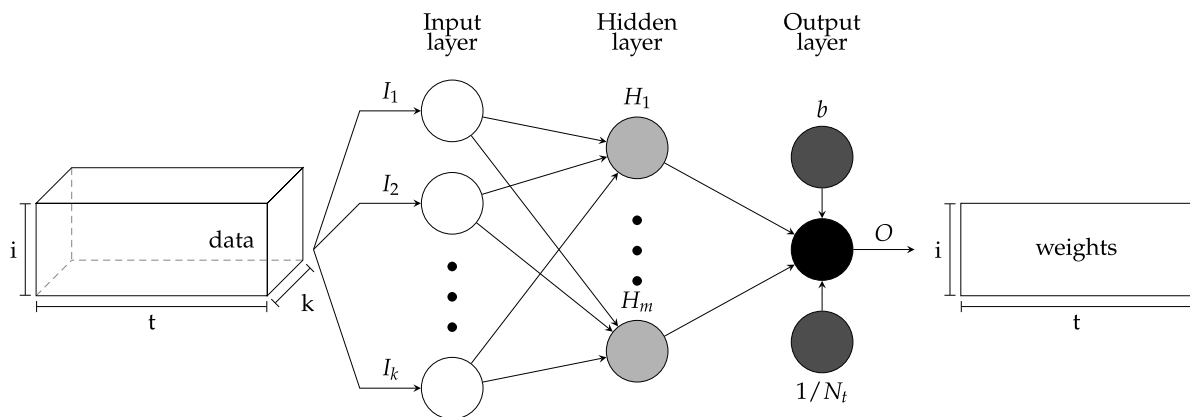 Input
layer
Hidden
layer
Output
layer
I₁
H₁
b
I₂
data
i
k
t
Iₖ
Hₘ
O
1/Nₜ
i
weights
t